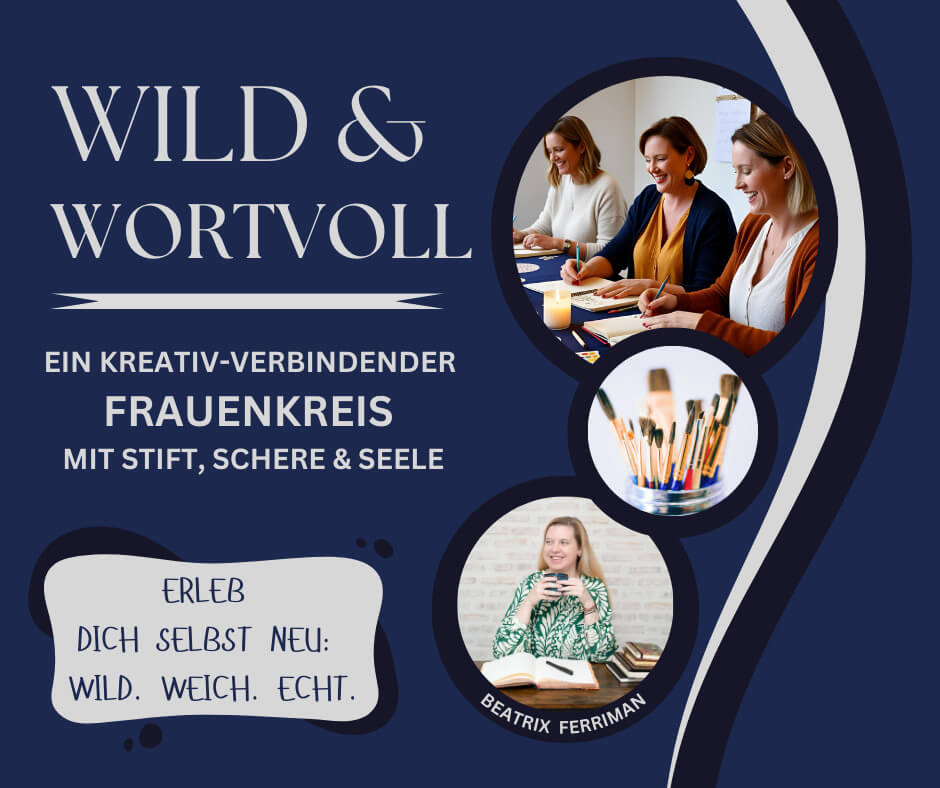 WILD &
WORTVOLL
EIN KREATIV-VERBINDENDER
FRAUENKREIS
MIT STIFT, SCHERE & SEELE
ERLEB
DICH SELBST NEU:
WILD. WEICH. ECHT.
BEATRIX FERRIMAN